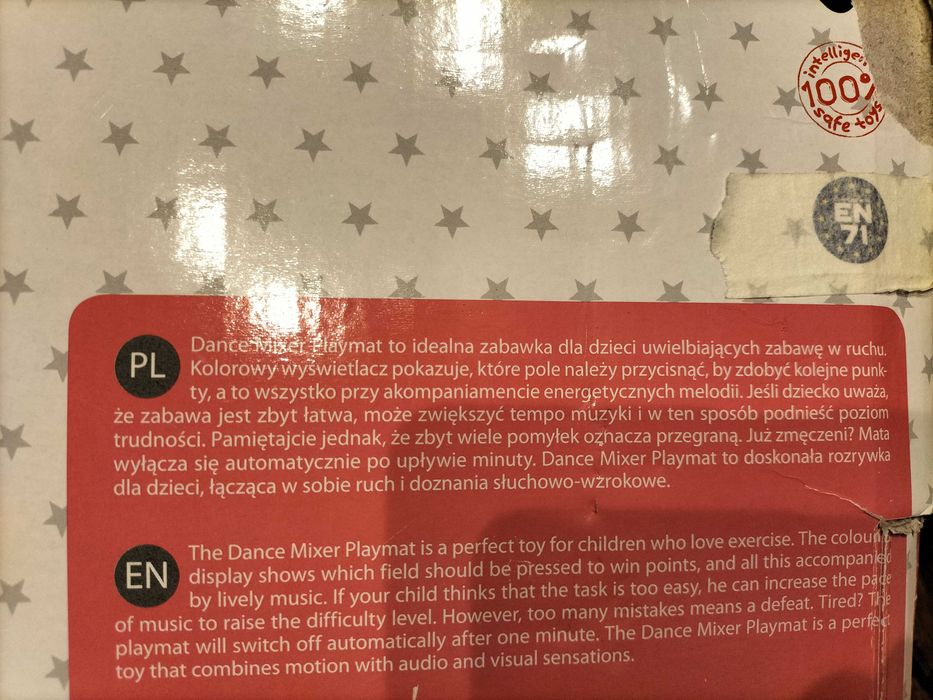 intelligent
100%
safe toys
EN
71
PL
Dance Mixer Playmat to idealna zabawka dla dzieci uwielbiających zabawę w ruchu.
Kolorowy wyświetlacz pokazuje, które pole należy przycisnąć, by zdobyć kolejne punk-
ty, a to wszystko przy akompaniamencie energetycznych melodii. Jeśli dziecko uważa,
że zabawa jest zbyt łatwa, może zwiększyć tempo muzyki i w ten sposób podnieść poziom
trudności. Pamiętajcie jednak, że zbyt wiele pomyłek oznacza przegraną. Już zmęczeni? Mata
wyłącza się automatycznie po upływie minuty. Dance Mixer Playmat to doskonała rozrywka
dla dzieci, łącząca w sobie ruch i doznania słuchowo-wzrokowe.
EN
The Dance Mixer Playmat is a perfect toy for children who love exercise. The colourful
display shows which field should be pressed to win points, and all this accompanied
by lively music. If your child thinks that the task is too easy, he can increase the pace
of music to raise the difficulty level. However, too many mistakes means a defeat. Tired? The
playmat will switch off automatically after one minute. The Dance Mixer Playmat is a perfect
toy that combines motion with audio and visual sensations.